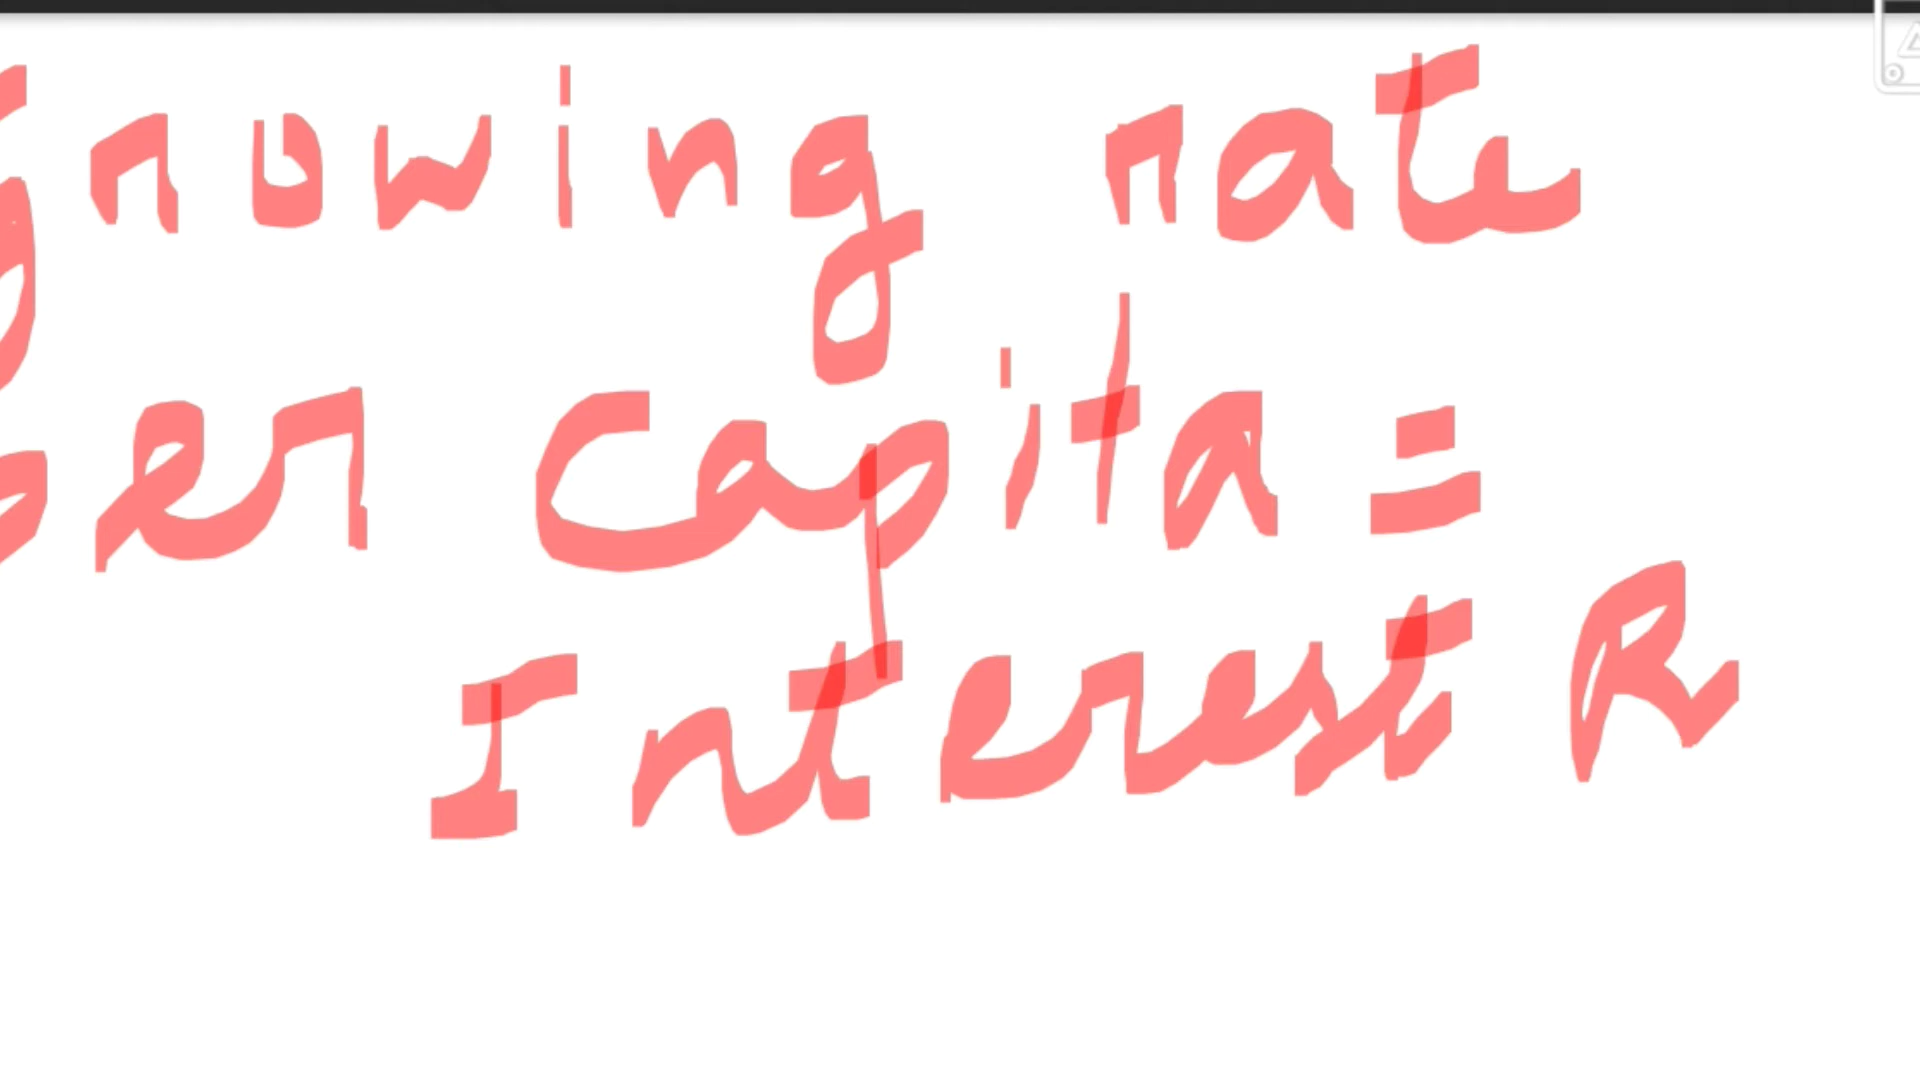 Growing rate
per capita =
Interest R